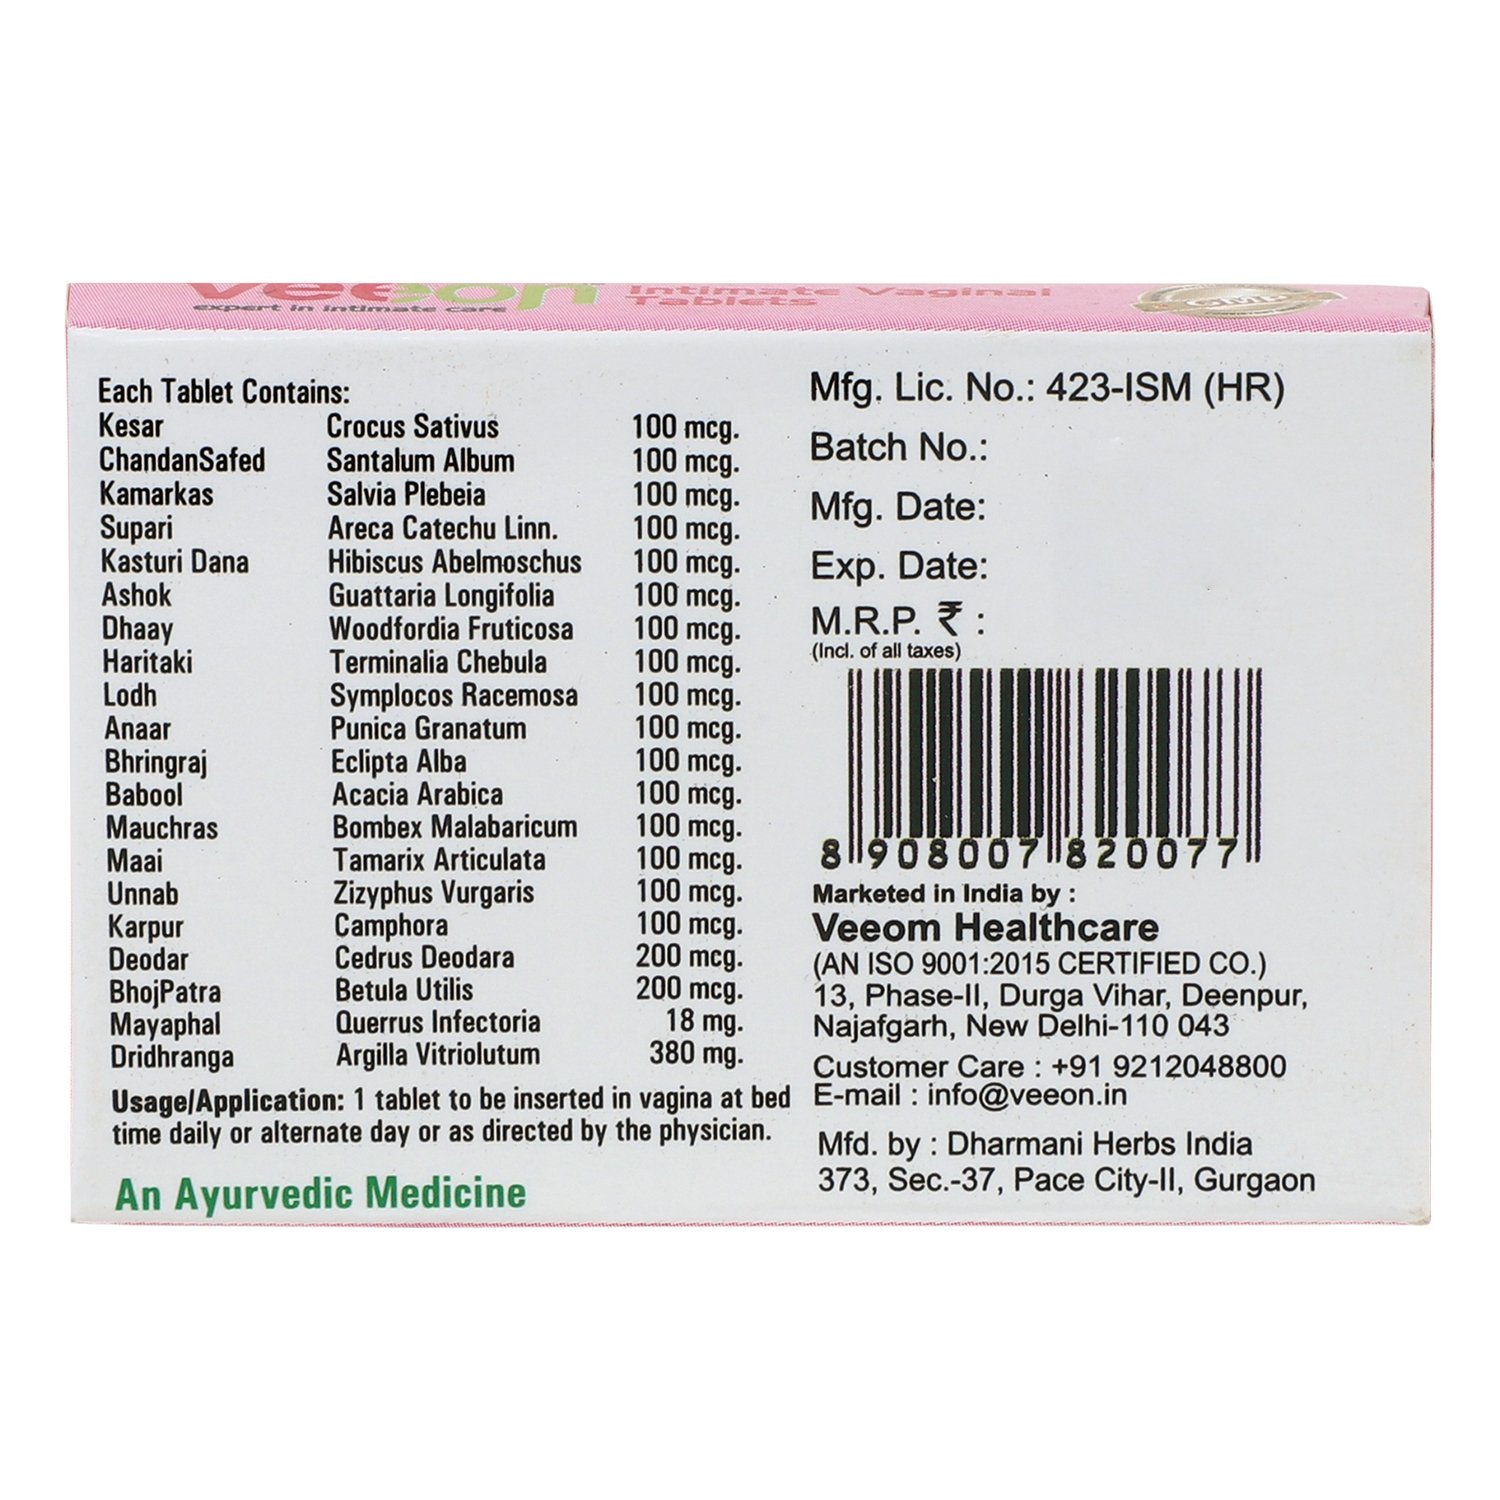 veeon
expert in intimate care
Intimate Vaginal
Tablets
GMP
Each Tablet Contains:
Kesar Crocus Sativus 100 mcg.
ChandanSafed Santalum Album 100 mcg.
Kamarkas Salvia Plebeia 100 mcg.
Supari Areca Catechu Linn. 100 mcg.
Kasturi Dana Hibiscus Abelmoschus 100 mcg.
Ashok Guattaria Longifolia 100 mcg.
Dhaay Woodfordia Fruticosa 100 mcg.
Haritaki Terminalia Chebula 100 mcg.
Lodh Symplocos Racemosa 100 mcg.
Anaar Punica Granatum 100 mcg.
Bhringraj Eclipta Alba 100 mcg.
Babool Acacia Arabica 100 mcg.
Mauchras Bombex Malabaricum 100 mcg.
Maai Tamarix Articulata 100 mcg.
Unnab Zizyphus Vurgaris 100 mcg.
Karpur Camphora 100 mcg.
Deodar Cedrus Deodara 200 mcg.
BhojPatra Betula Utilis 200 mcg.
Mayaphal Querrus Infectoria 18 mg.
Dridhranga Argilla Vitriolutum 380 mg.
Usage/Application: 1 tablet to be inserted in vagina at bed
time daily or alternate day or as directed by the physician.
An Ayurvedic Medicine
Mfg. Lic. No.: 423-ISM (HR)
Batch No.:
Mfg. Date:
Exp. Date:
M.R.P. ₹ :
(Incl. of all taxes)
8 908007 820077
Marketed in India by :
Veeom Healthcare
(AN ISO 9001:2015 CERTIFIED CO.)
13, Phase-II, Durga Vihar, Deenpur,
Najafgarh, New Delhi-110 043
Customer Care : +91 9212048800
E-mail : info@veeon.in
Mfd. by : Dharmani Herbs India
373, Sec.-37, Pace City-II, Gurgaon